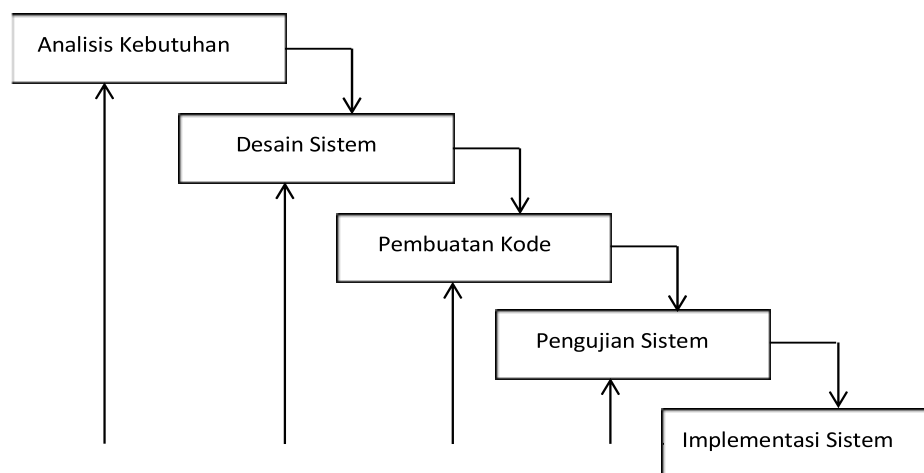 Analisis Kebutuhan
Desain Sistem
Pembuatan Kode
Pengujian Sistem
Implementasi Sistem